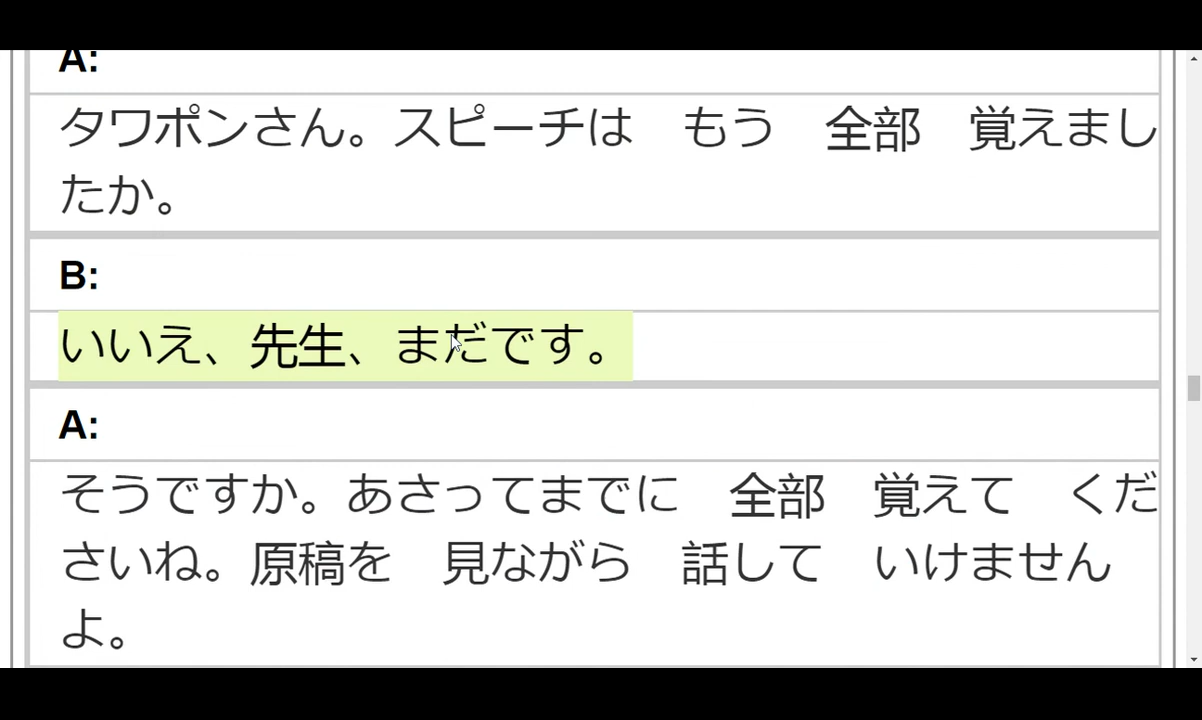 A:
タワポンさん。スピーチは　もう　全部　覚えまし
たか。
B:
いいえ、先生、まだです。
A:
そうですか。あさってまでに　全部　覚えて　くだ
さいね。原稿を　見ながら　話して　いけません
よ。